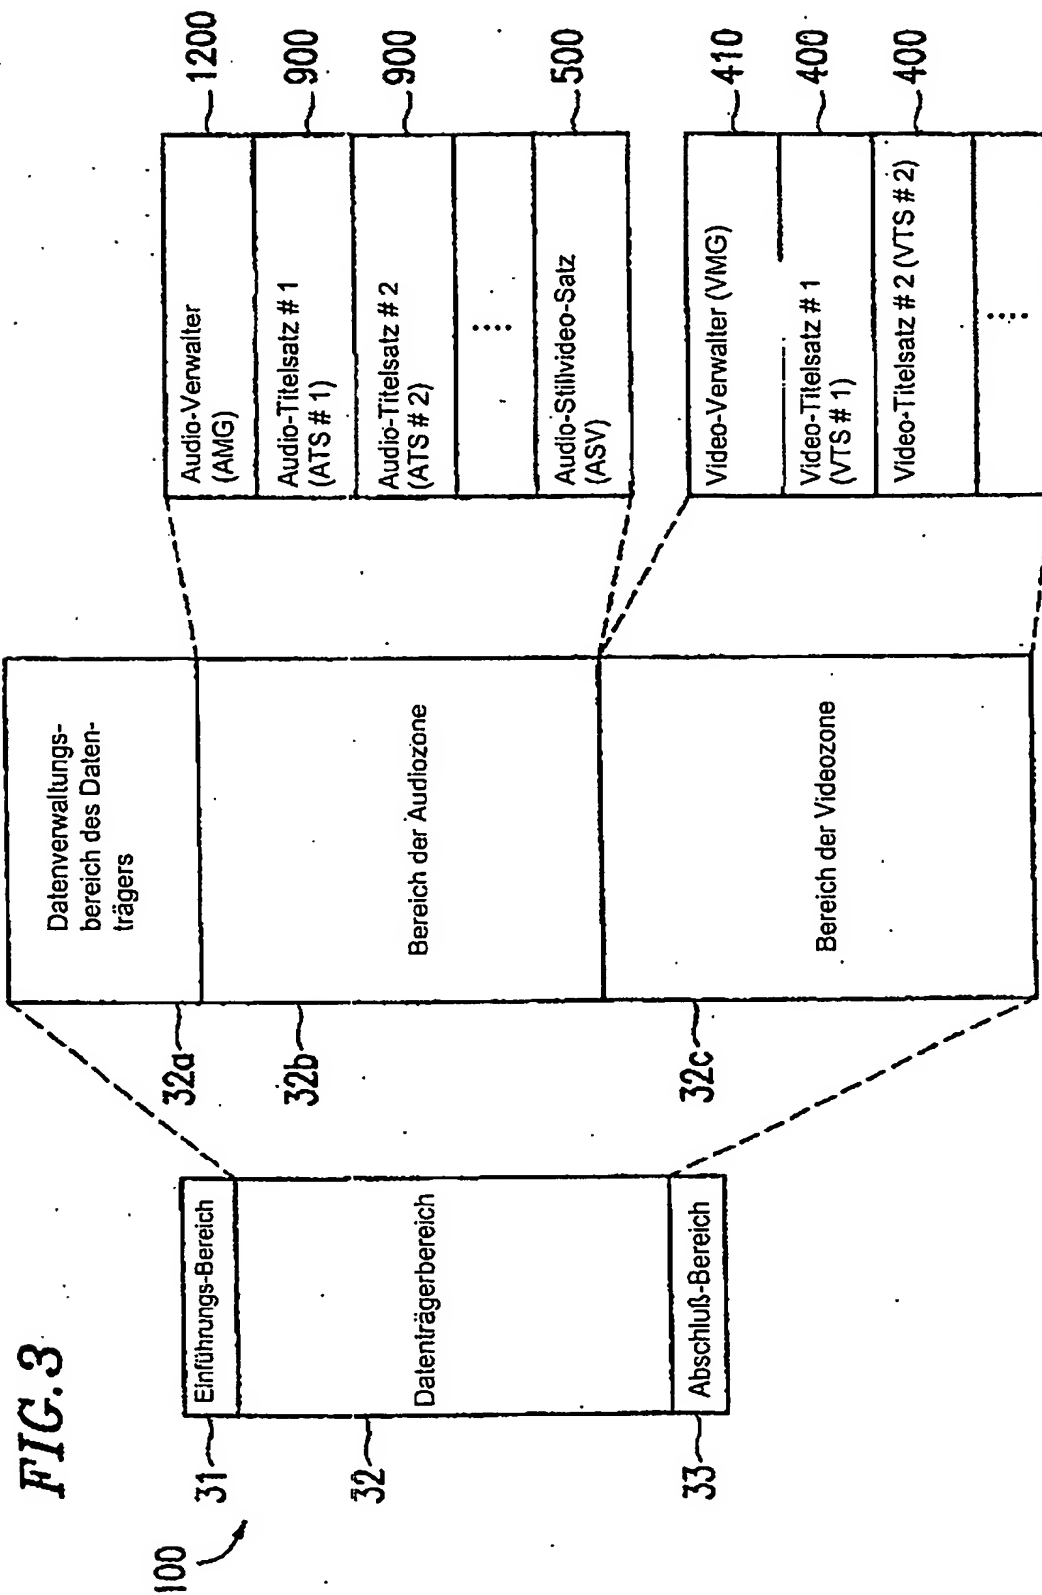 FIG.3
100
31
Einführungs-Bereich
32
Datenträgerbereich
33
Abschluß-Bereich
32a
Datenverwaltungs-
bereich des Daten-
trägers
32b
Bereich der Audiozone
32c
Bereich der Videozone
Audio-Verwalter
(AMG)
1200
Audio-Titelsatz # 1
(ATS # 1)
900
Audio-Titelsatz # 2
(ATS # 2)
900
.....
Audio-Stillvideo-Satz
(ASV)
500
Video-Verwalter (VMG)
410
Video-Titelsatz # 1
(VTS # 1)
400
Video-Titelsatz # 2 (VTS # 2)
400
.....